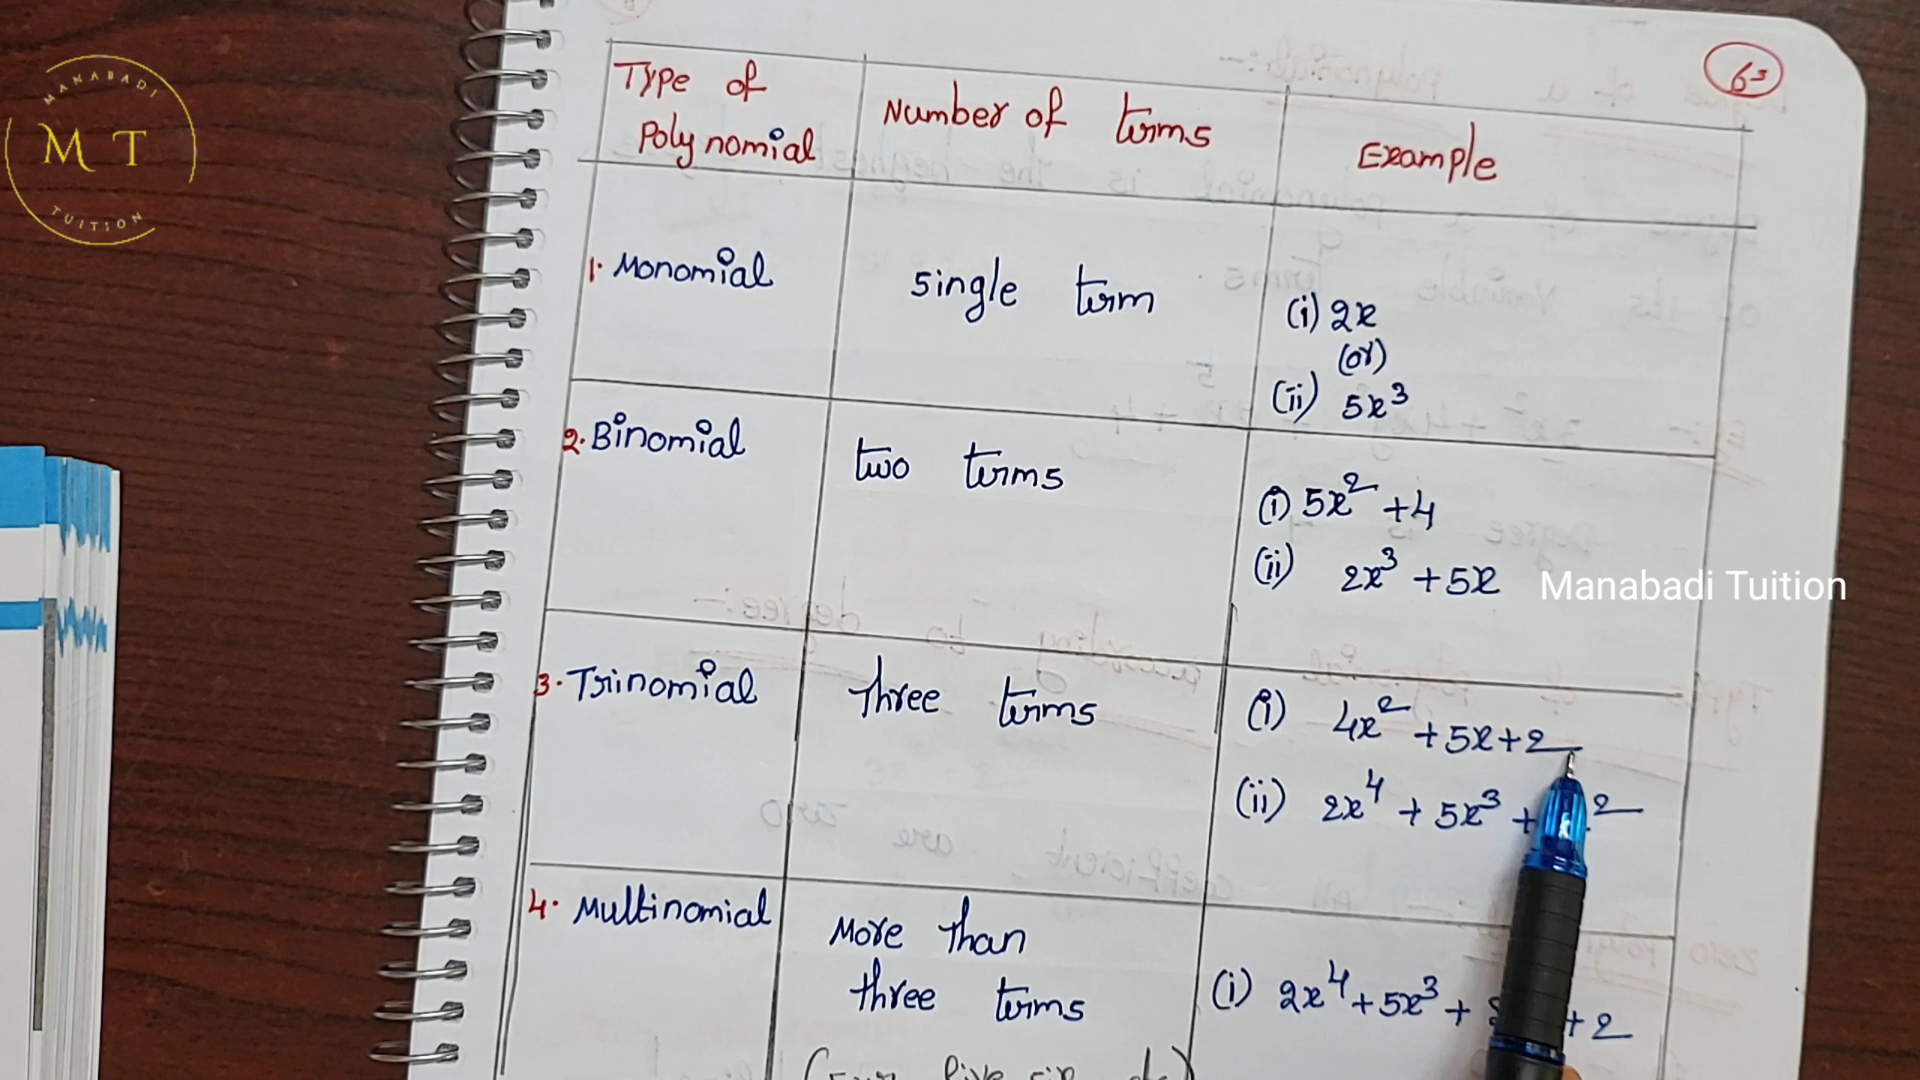 MANABADI
M T
TUITION
63
Type of Polynomial
Number of terms
Example
1. Monomial
Single term
(i) 2x
(or)
(ii) 5x³
2. Binomial
two terms
(i) 5x² + 4
(ii) 2x³ + 5x
Manabadi Tuition
3. Trinomial
three terms
(i) 4x² + 5x + 2
(ii) 2x⁴ + 5x³ +
4. Multinomial
More than
three terms
(i) 2x⁴ + 5x³ + + 2